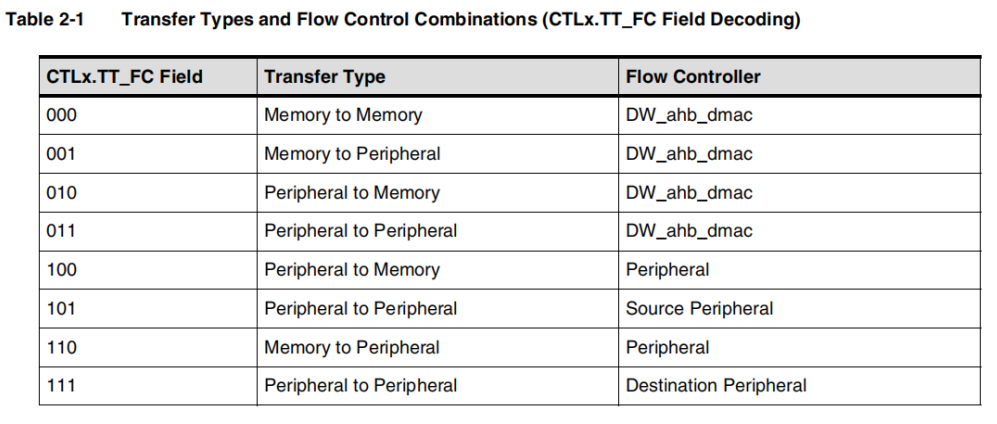 Table 2-1 Transfer Types and Flow Control Combinations (CTLx.TT_FC Field Decoding)
CTLx.TT_FC Field Transfer Type Flow Controller
000 Memory to Memory DW_ahb_dmac
001 Memory to Peripheral DW_ahb_dmac
010 Peripheral to Memory DW_ahb_dmac
011 Peripheral to Peripheral DW_ahb_dmac
100 Peripheral to Memory Peripheral
101 Peripheral to Peripheral Source Peripheral
110 Memory to Peripheral Peripheral
111 Peripheral to Peripheral Destination Peripheral